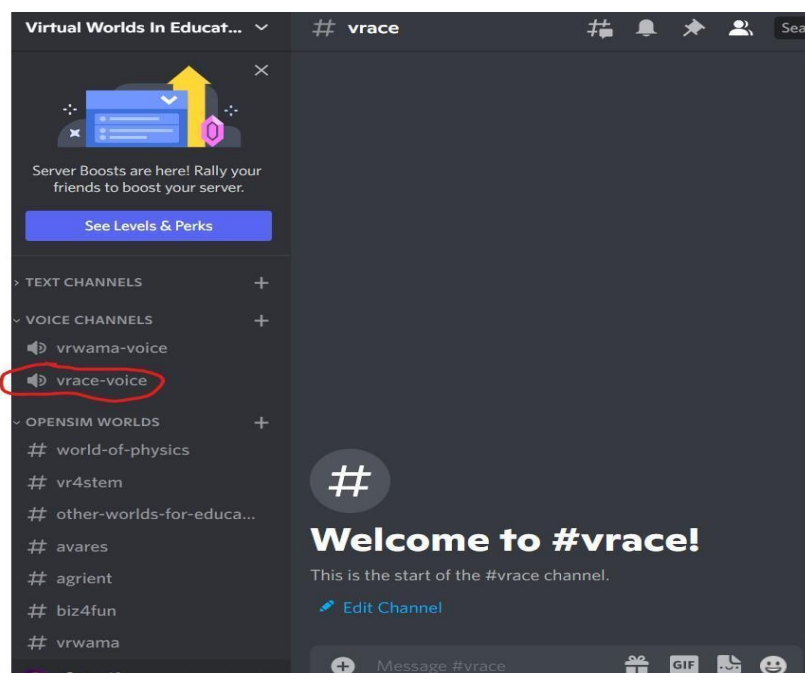 Virtual Worlds In Educat...
Server Boosts are here! Rally your
friends to boost your server.
See Levels & Perks
TEXT CHANNELS
VOICE CHANNELS
vrwama-voice
vrace-voice
OPENSIM WORLDS
# world-of-physics
# vr4stem
# other-worlds-for-educa...
# avares
# agrient
# biz4fun
# vrwama
# vrace
Sea
#
Welcome to #vrace!
This is the start of the #vrace channel.
Edit Channel
Message #vrace
GIF